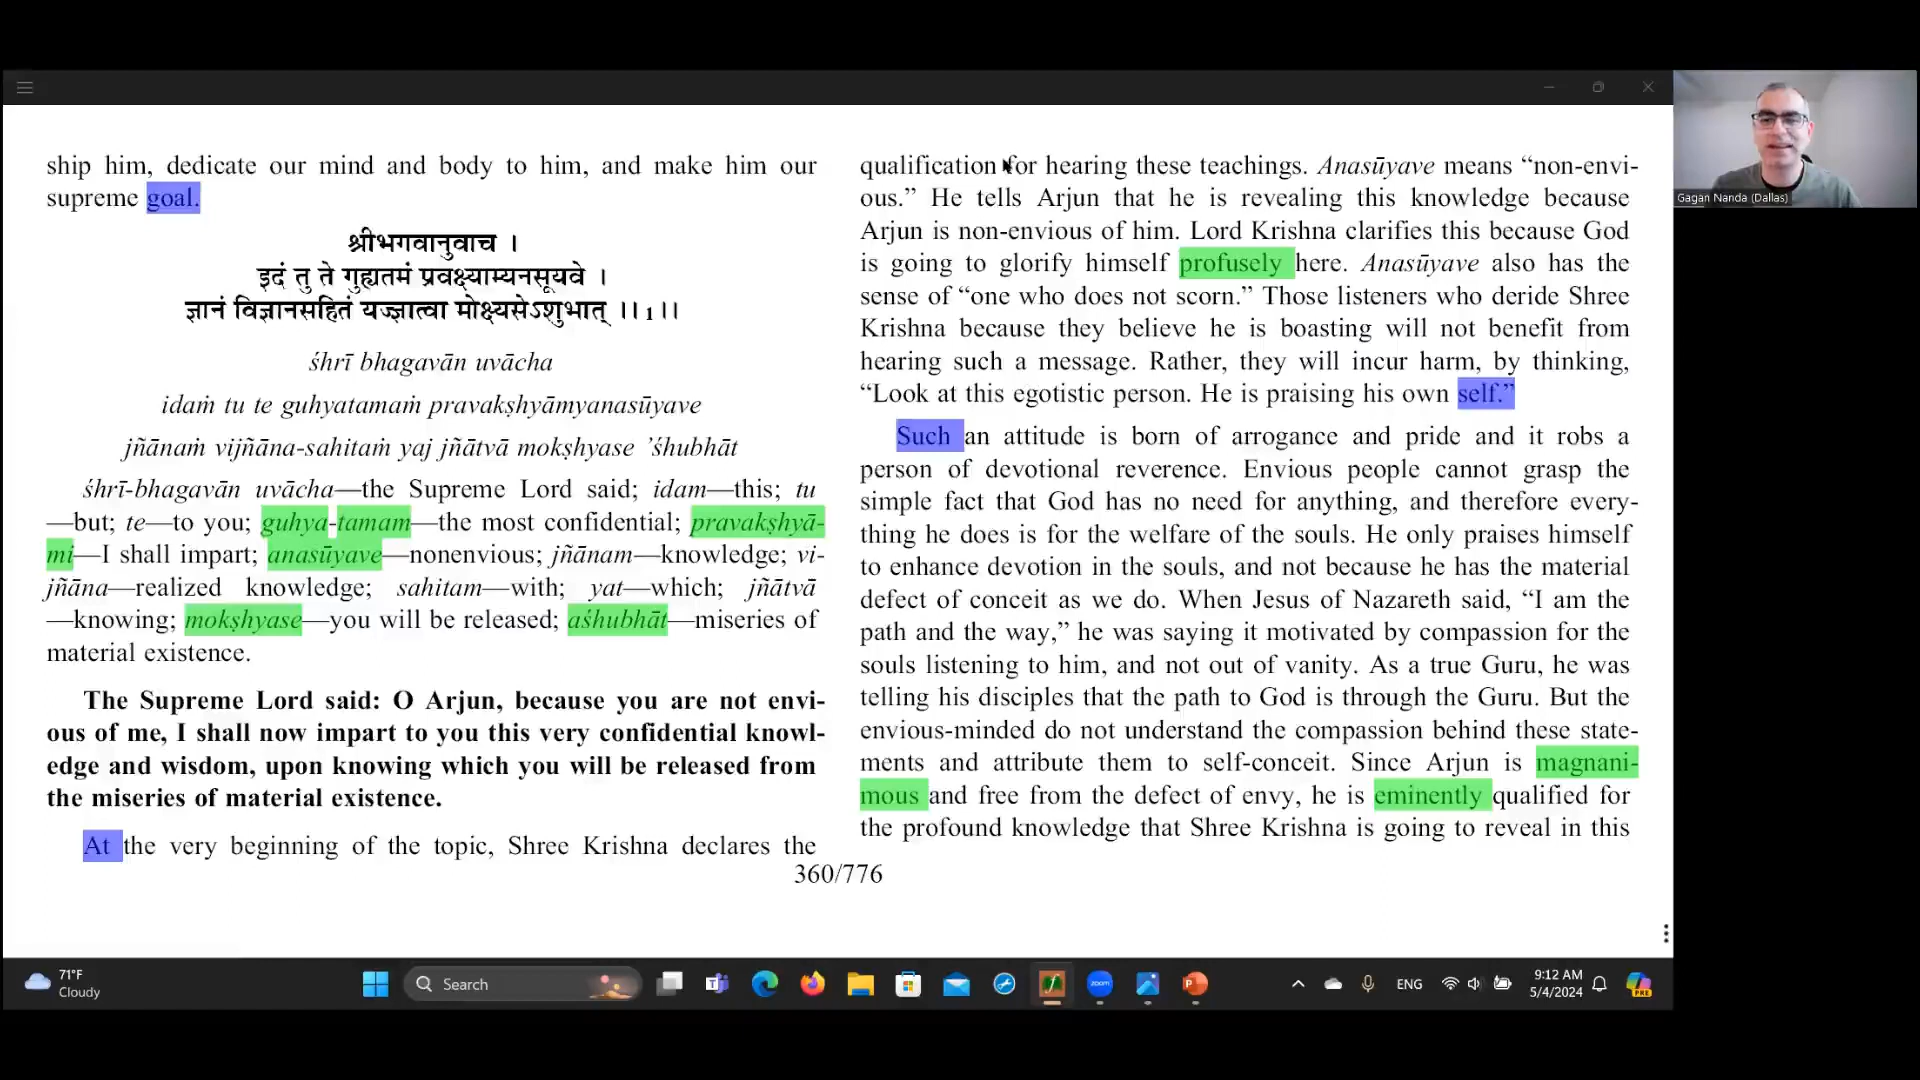 ship him, dedicate our mind and body to him, and make him our
supreme goal.
श्रीभगवानुवाच ।
इदं तु ते गुह्यतमं प्रवक्ष्याम्यनसूयवे ।
ज्ञानं विज्ञानसहितं यज्ज्ञात्वा मोक्ष्यसेऽशुभात् ।। 1 ।।
śhrī bhagavān uvācha
idaṁ tu te guhyatamaṁ pravakṣhyāmyanasūyave
jñānaṁ vijñāna-sahitaṁ yaj jñātvā mokṣhyase ’śhubhāt
śhrī-bhagavān uvācha—the Supreme Lord said; idam—this; tu
—but; te—to you; guhya-tamam—the most confidential; pravakṣhyā-
mi—I shall impart; anasūyave—nonenvious; jñānam—knowledge; vi-
jñāna—realized knowledge; sahitam—with; yat—which; jñātvā
—knowing; mokṣhyase—you will be released; aśhubhāt—miseries of
material existence.
The Supreme Lord said: O Arjun, because you are not envi-
ous of me, I shall now impart to you this very confidential knowl-
edge and wisdom, upon knowing which you will be released from
the miseries of material existence.
At the very beginning of the topic, Shree Krishna declares the
qualification for hearing these teachings. Anasūyave means “non-envi-
ous.” He tells Arjun that he is revealing this knowledge because
Arjun is non-envious of him. Lord Krishna clarifies this because God
is going to glorify himself profusely here. Anasūyave also has the
sense of “one who does not scorn.” Those listeners who deride Shree
Krishna because they believe he is boasting will not benefit from
hearing such a message. Rather, they will incur harm, by thinking,
“Look at this egotistic person. He is praising his own self.”
Such an attitude is born of arrogance and pride and it robs a
person of devotional reverence. Envious people cannot grasp the
simple fact that God has no need for anything, and therefore every-
thing he does is for the welfare of the souls. He only praises himself
to enhance devotion in the souls, and not because he has the material
defect of conceit as we do. When Jesus of Nazareth said, “I am the
path and the way,” he was saying it motivated by compassion for the
souls listening to him, and not out of vanity. As a true Guru, he was
telling his disciples that the path to God is through the Guru. But the
envious-minded do not understand the compassion behind these state-
ments and attribute them to self-conceit. Since Arjun is magnani-
mous and free from the defect of envy, he is eminently qualified for
the profound knowledge that Shree Krishna is going to reveal in this
360/776
Gagan Nanda (Dallas)
71°F
Cloudy
Search
zoom
ENG
9:12 AM
5/4/2024
PRE